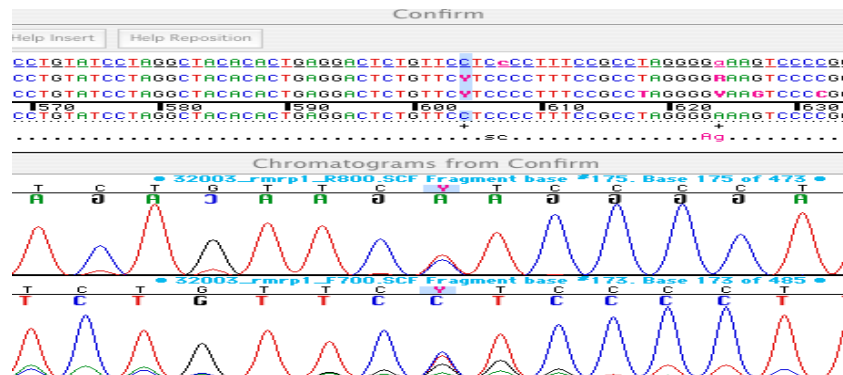 Confirm
Help Insert Help Reposition
CCTGTATCCTAGGCTACACACTGAGGACTCTGTTCCTCcCCTTTCCGCCTAGGGGaAAGTCCCCG
CCTGTATCCTAGGCTACACACTGAGGACTCTGTTCYTCCCCTTTCCGCCTAGGGGRAAGTCCCCG
CCTGTATCCTAGGCTACACACTGAGGACTCTGTTCYTCCCCTTTCCGCTTAGGGGVAAGTCCCCG
570 580 590 600 610 620 630
CCTGTATCCTAGGCTACACACTGAGGACTCTGTTCCTCCCCTTTCCGCCTAGGGGAAAGTCCCCG
+ +
sc Ag
Chromatograms from Confirm
32003_rmrp1_R800.SCF Fragment base #175. Base 175 of 473
T C T G T T C Y T C C C C T
A G A C A A G A A G G G G A
32003_rmrp1_F700.SCF Fragment base #173. Base 173 of 485
T C T G T T C Y T C C C C T
T C T G T T C C T C C C C T